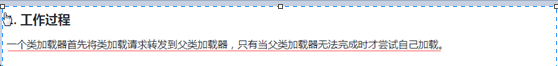 . 工作过程
一个类加载器首先将类加载请求转发到父类加载器，只有当父类加载器无法完成时才尝试自己加载。